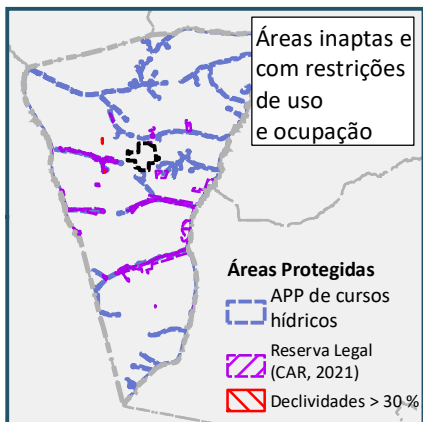 Áreas inaptas e
com restrições
de uso
e ocupação
Áreas Protegidas
APP de cursos
hídricos
Reserva Legal
(CAR, 2021)
Declividades > 30 %